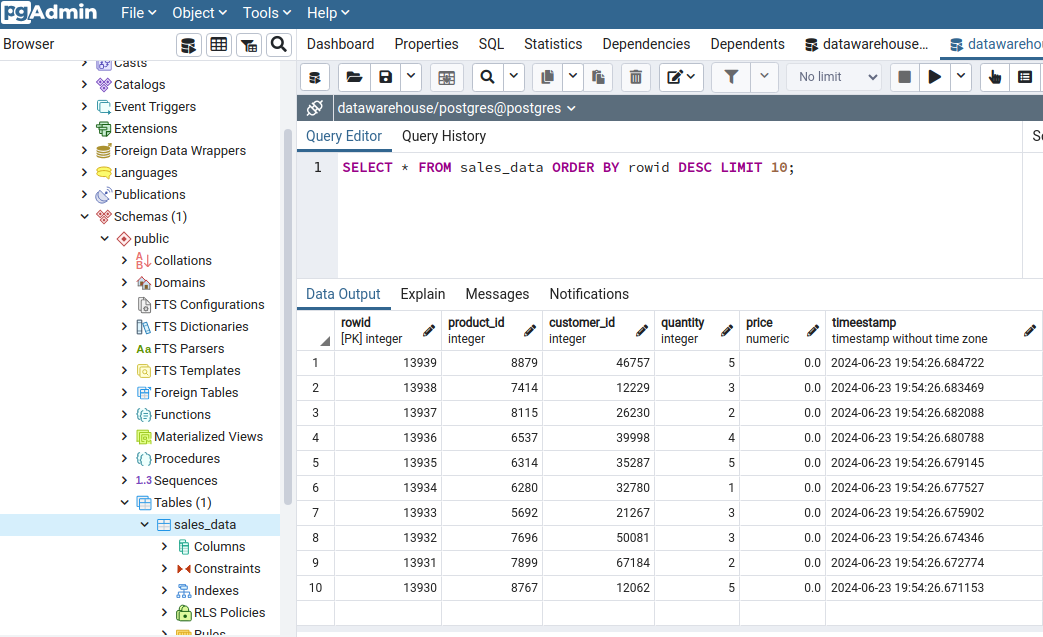 pgAdmin File Object Tools Help
Browser
Dashboard Properties SQL Statistics Dependencies Dependents datawarehouse... datawareho
No limit
datawarehouse/postgres@postgres
Query Editor Query History
1 SELECT * FROM sales_data ORDER BY rowid DESC LIMIT 10;
Casts
Catalogs
Event Triggers
Extensions
Foreign Data Wrappers
Languages
Publications
Schemas (1)
public
Collations
Domains
FTS Configurations
FTS Dictionaries
Aa FTS Parsers
FTS Templates
Foreign Tables
Functions
Materialized Views
Procedures
1..3 Sequences
Tables (1)
sales_data
Columns
Constraints
Indexes
RLS Policies
Rules
Data Output Explain Messages Notifications
rowid product_id customer_id quantity price timeestamp
[PK] integer integer integer integer numeric timestamp without time zone
1 13939 8879 46757 5 0.0 2024-06-23 19:54:26.684722
2 13938 7414 12229 3 0.0 2024-06-23 19:54:26.683469
3 13937 8115 26230 2 0.0 2024-06-23 19:54:26.682088
4 13936 6537 39998 4 0.0 2024-06-23 19:54:26.680788
5 13935 6314 35287 5 0.0 2024-06-23 19:54:26.679145
6 13934 6280 32780 1 0.0 2024-06-23 19:54:26.677527
7 13933 5692 21267 3 0.0 2024-06-23 19:54:26.675902
8 13932 7696 50081 3 0.0 2024-06-23 19:54:26.674346
9 13931 7899 67184 2 0.0 2024-06-23 19:54:26.672774
10 13930 8767 12062 5 0.0 2024-06-23 19:54:26.671153